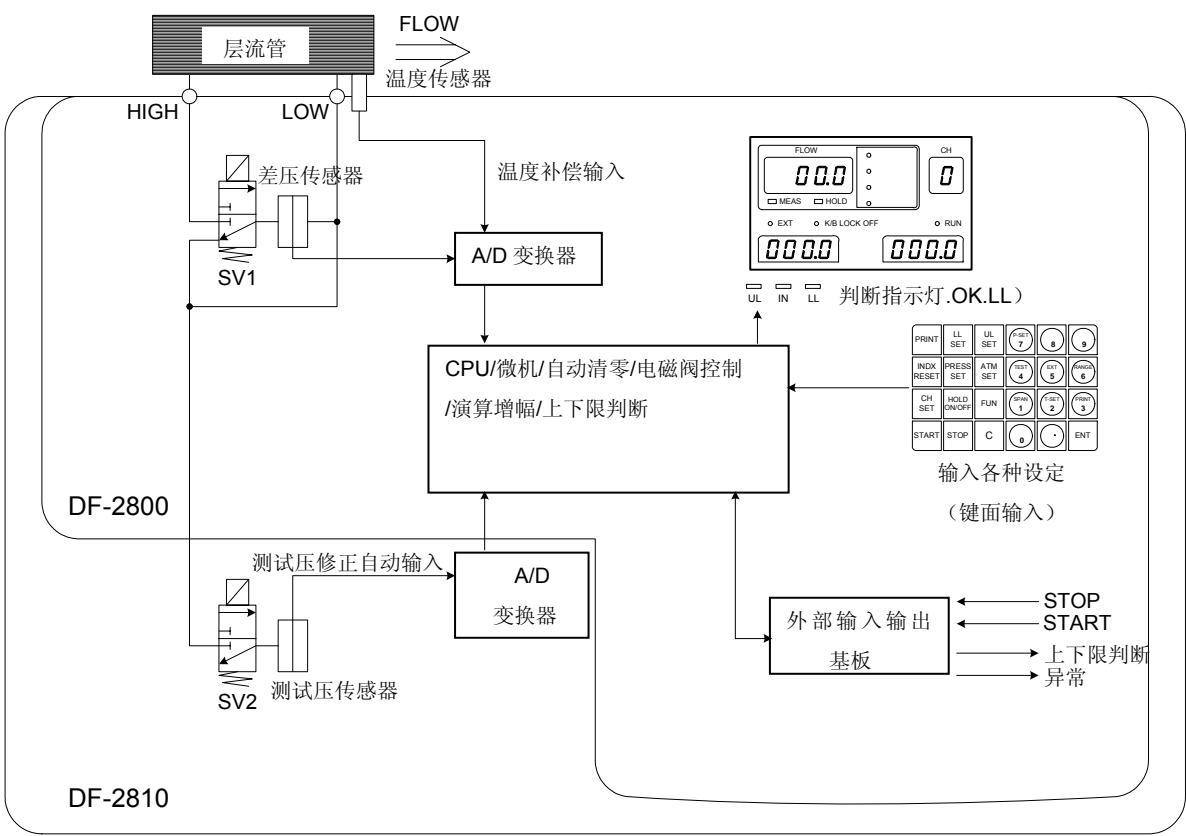 FLOW
层流管
温度传感器
HIGH
LOW
差压传感器
温度补偿输入
SV1
A/D 变换器
FLOW
CH
00.0
0
MEAS
HOLD
EXT
K/B LOCK OFF
RUN
000.0
000.0
UL
IN
LL
判断指示灯.OK.LL）
CPU/微机/自动清零/电磁阀控制
/演算增幅/上下限判断
PRINT
LL
SET
UL
SET
P-SET
7
8
9
INDX
RESET
PRESS
SET
ATM
SET
TEST
4
EXT
5
RANGE
6
CH
SET
HOLD
ON/OFF
FUN
SPAN
1
T-SET
2
PRINT
3
START
STOP
C
0
.
ENT
输入各种设定
（键面输入）
DF-2800
测试压修正自动输入
A/D
变换器
SV2
测试压传感器
外部输入输出
基板
STOP
START
上下限判断
异常
DF-2810